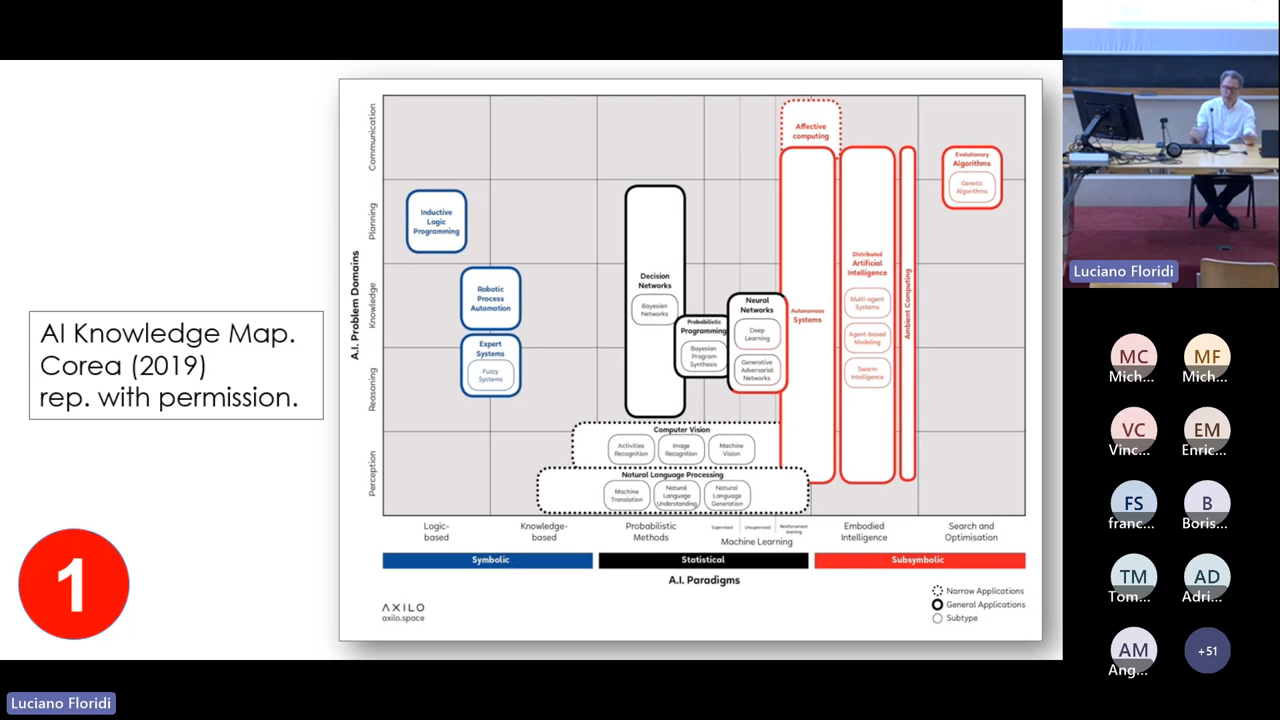 AI Knowledge Map.
Corea (2019)
rep. with permission.
1
A.I. Problem Domains
Communication
Planning
Knowledge
Reasoning
Perception
Inductive
Logic
Programming
Robotic
Process
Automation
Expert
Systems
Fuzzy
Systems
Decision
Networks
Bayesian
Networks
Probabilistic
Programming
Bayesian
Program
Synthesis
Neural
Networks
Deep
Learning
Generative
Adversarial
Networks
Affective
computing
Autonomous
Systems
Distributed
Artificial
Intelligence
Multi-agent
Systems
Agent-based
Modeling
Swarm
Intelligence
Ambient Computing
Evolutionary
Algorithms
Genetic
Algorithms
Computer Vision
Activities
Recognition
Image
Recognition
Machine
Vision
Natural Language Processing
Machine
Translation
Natural
Language
Understanding
Natural
Language
Generation
Logic-
based
Knowledge-
based
Probabilistic
Methods
Supervised
Unsupervised
Reinforcement
learning
Machine Learning
Embodied
Intelligence
Search and
Optimisation
Symbolic
Statistical
Subsymbolic
A.I. Paradigms
AXILO
axilo.space
Narrow Applications
General Applications
Subtype
Luciano Floridi
MC
Mich...
MF
Mich...
VC
Vinc...
EM
Enric...
FS
franc...
B
Boris...
TM
Tom...
AD
Adri...
AM
Ang...
+51
Luciano Floridi